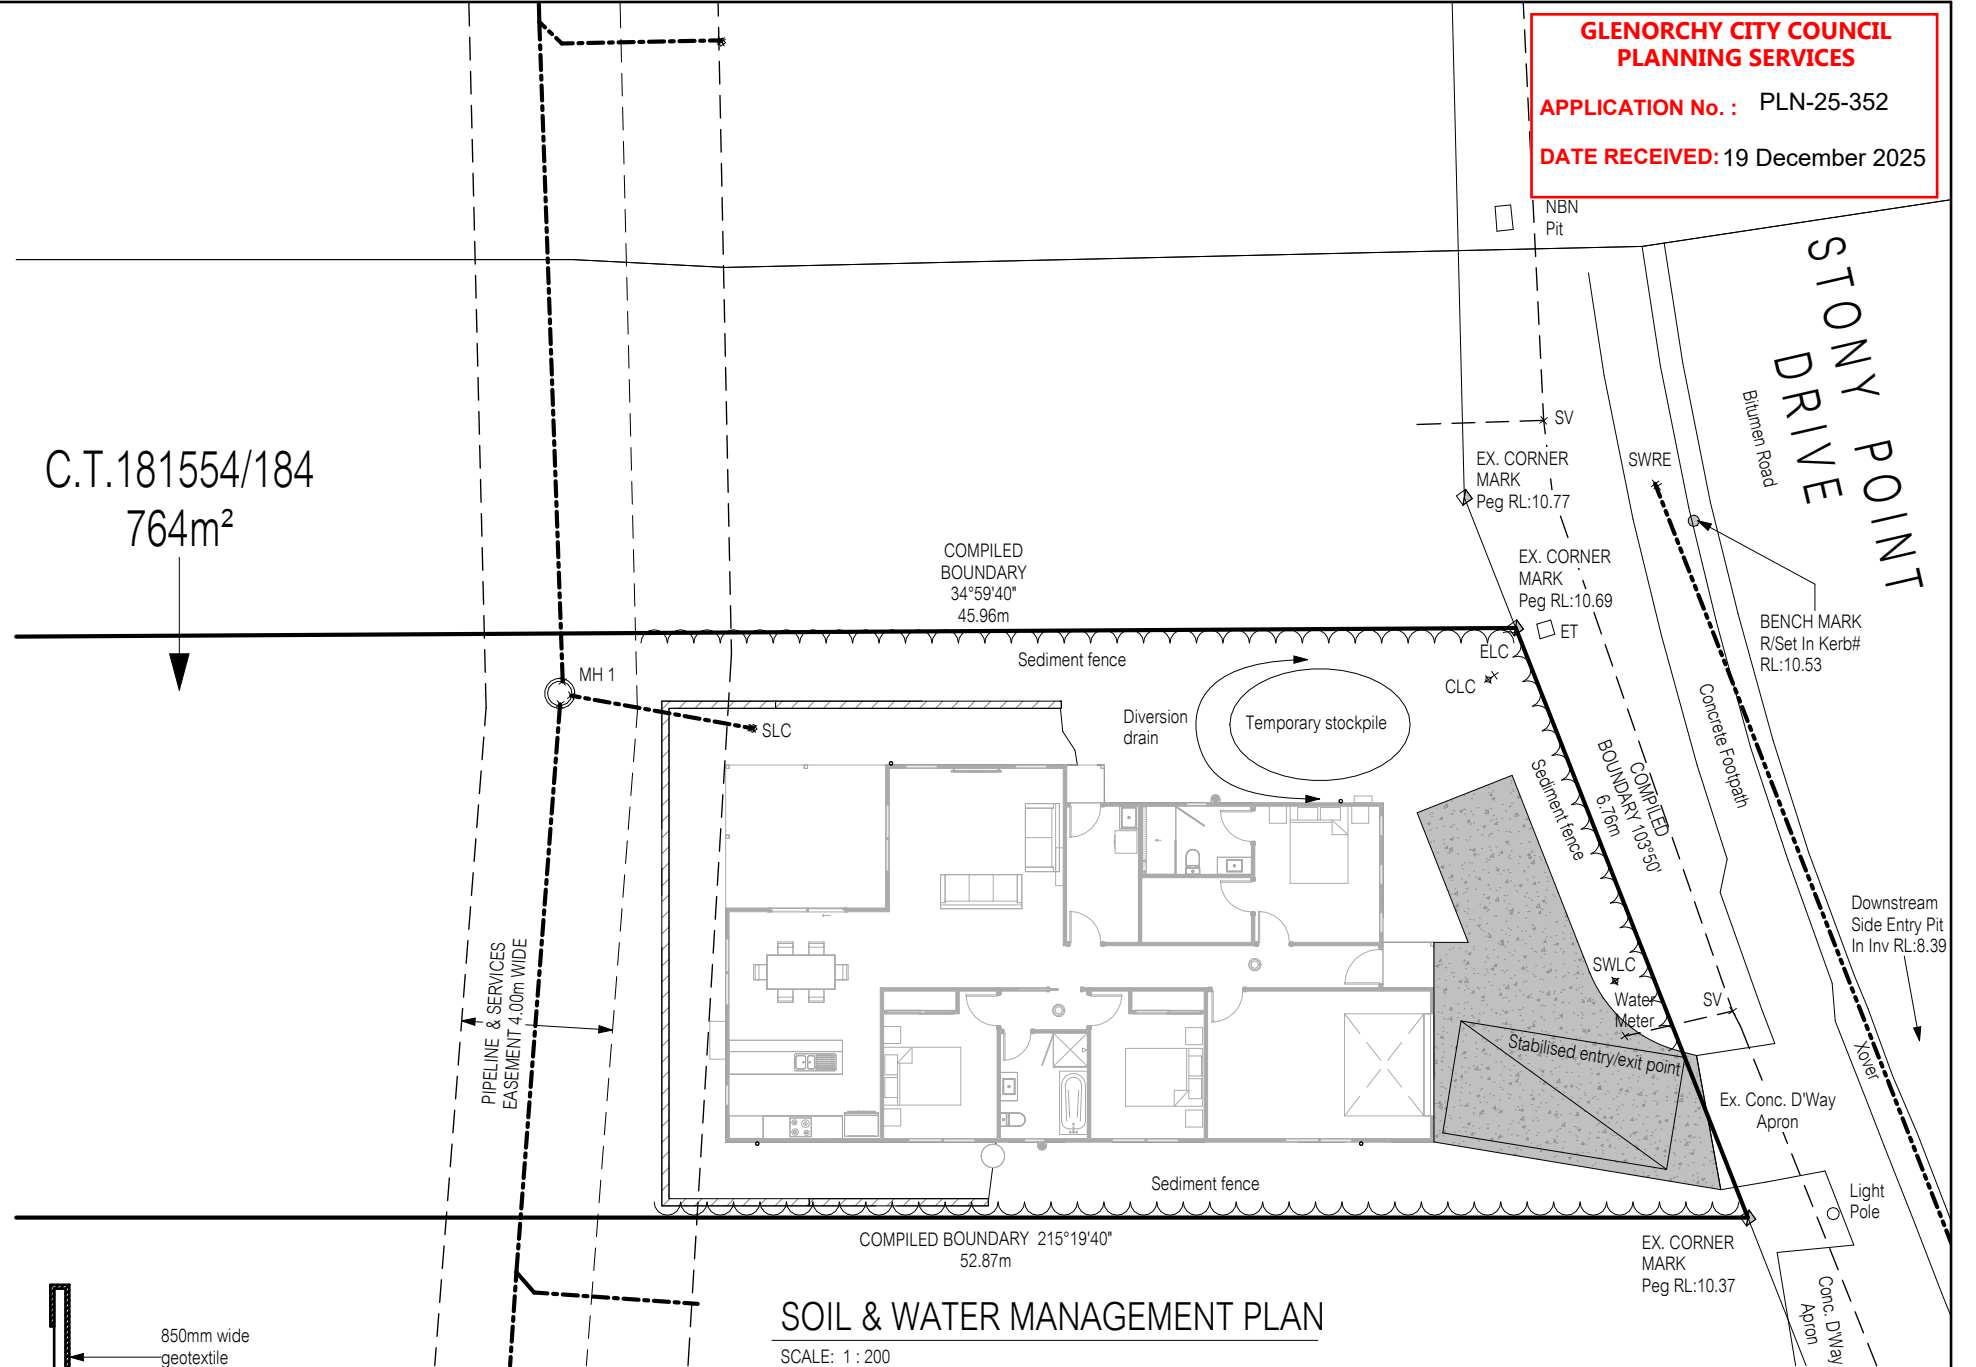 GLENORCHY CITY COUNCIL
PLANNING SERVICES
APPLICATION No. : PLN-25-352
DATE RECEIVED: 19 December 2025
NBN
Pit
STONY POINT
DRIVE
Bitumen Road
SV
C.T.181554/184
764m²
EX. CORNER
MARK
Peg RL:10.77
SWRE
COMPILED
BOUNDARY
34°59'40"
45.96m
EX. CORNER
MARK
Peg RL:10.69
ET
BENCH MARK
R/Set In Kerb#
RL:10.53
Sediment fence
ELC
CLC
MH 1
SLC
Diversion
drain
Temporary stockpile
Concrete Footpath
COMPILED
BOUNDARY 103°50'
6.76m
Sediment fence
Downstream
Side Entry Pit
In Inv RL:8.39
PIPELINE & SERVICES
EASEMENT 4.00m WIDE
SWLC
Water
Meter
SV
Stabilised entry/exit point
Xover
Ex. Conc. D'Way
Apron
Sediment fence
Light
Pole
COMPILED BOUNDARY 215°19'40"
52.87m
EX. CORNER
MARK
Peg RL:10.37
Conc. D'Way
Apron
SOIL & WATER MANAGEMENT PLAN
SCALE: 1 : 200
850mm wide
geotextile